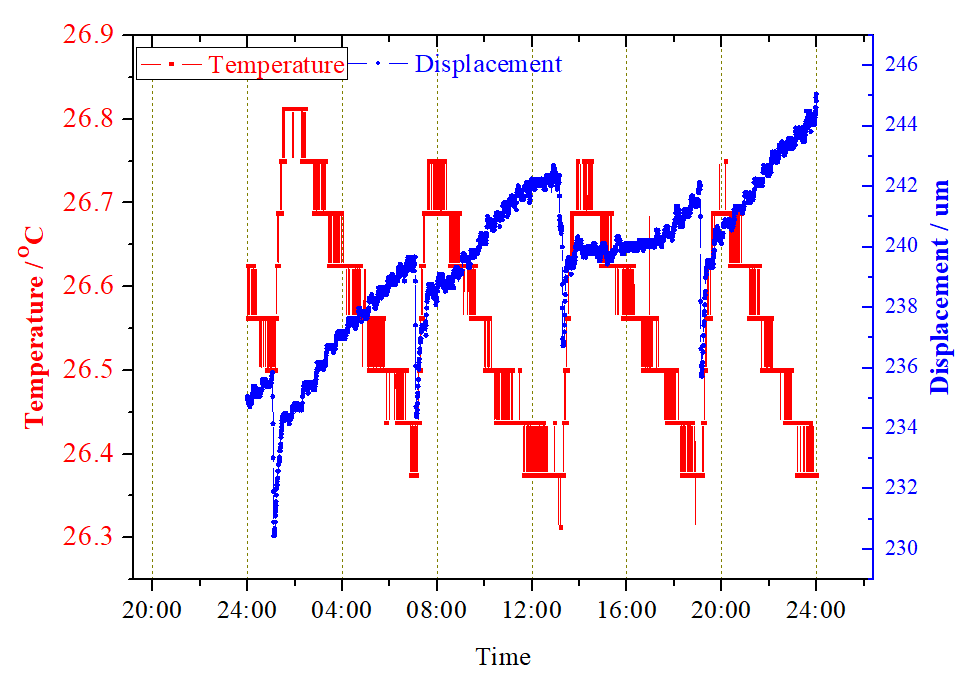 26.9
26.8
26.7
26.6
26.5
26.4
26.3
Temperature / ºC
Temperature
Displacement
246
244
242
240
238
236
234
232
230
Displacement / um
20:00 24:00 04:00 08:00 12:00 16:00 20:00 24:00
Time